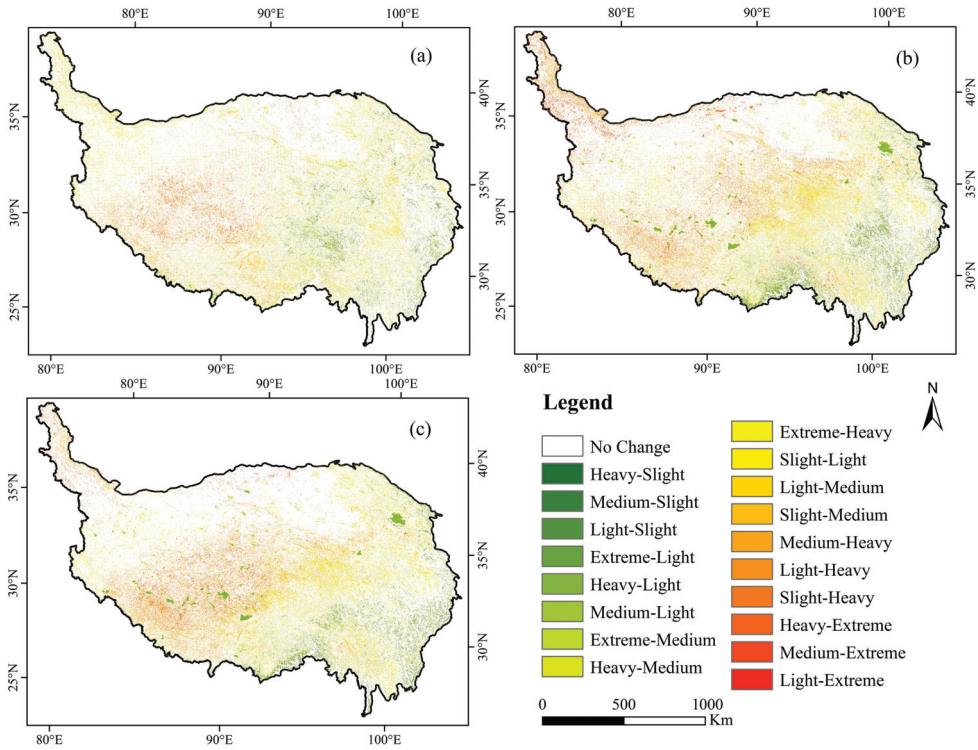 80°E 90°E 100°E
(a)
35°N 30°N 25°N
40°N 35°N 30°N
80°E 90°E 100°E
80°E 90°E 100°E
(b)
35°N 30°N 25°N
40°N 35°N 30°N
80°E 90°E 100°E
80°E 90°E 100°E
(c)
35°N 30°N 25°N
40°N 35°N 30°N
80°E 90°E 100°E
N
Legend
No Change
Heavy-Slight
Medium-Slight
Light-Slight
Extreme-Light
Heavy-Light
Medium-Light
Extreme-Medium
Heavy-Medium
Extreme-Heavy
Slight-Light
Light-Medium
Slight-Medium
Medium-Heavy
Light-Heavy
Slight-Heavy
Heavy-Extreme
Medium-Extreme
Light-Extreme
0 500 1000
Km